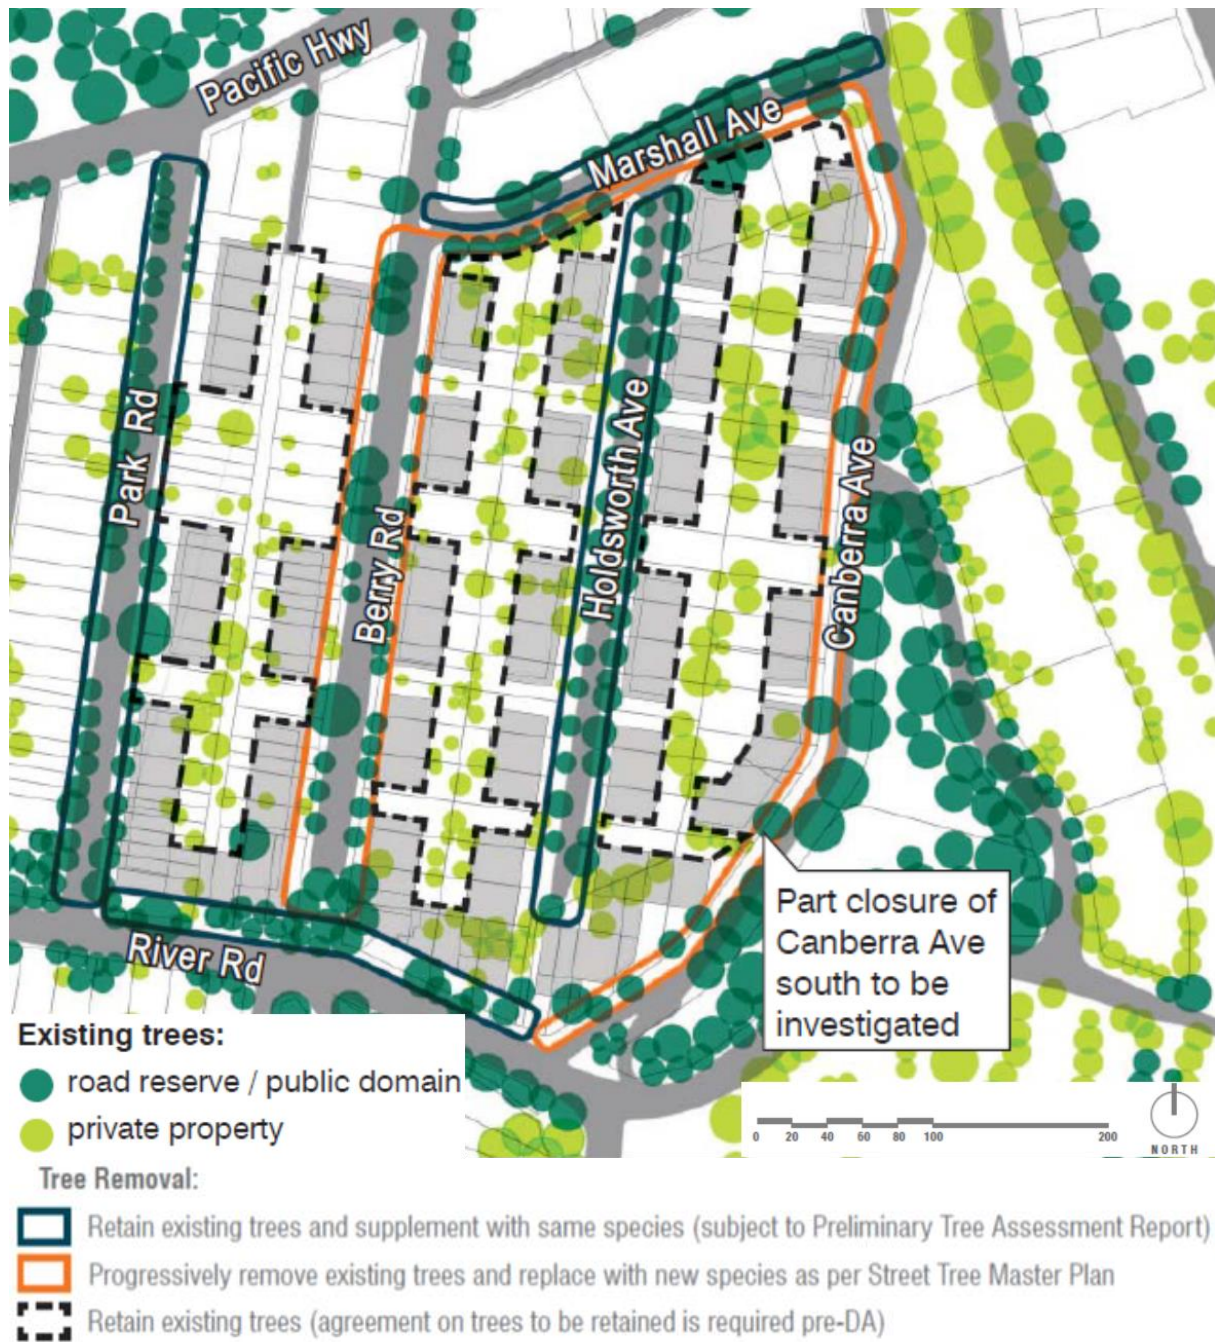 Pacific Hwy
Marshall Ave
Park Rd
Berry Rd
Holdsworth Ave
Canberra Ave
River Rd
Part closure of
Canberra Ave
south to be
investigated
Existing trees:
road reserve / public domain
private property
0 20 40 60 80 100 200
NORTH
Tree Removal:
Retain existing trees and supplement with same species (subject to Preliminary Tree Assessment Report)
Progressively remove existing trees and replace with new species as per Street Tree Master Plan
Retain existing trees (agreement on trees to be retained is required pre-DA)